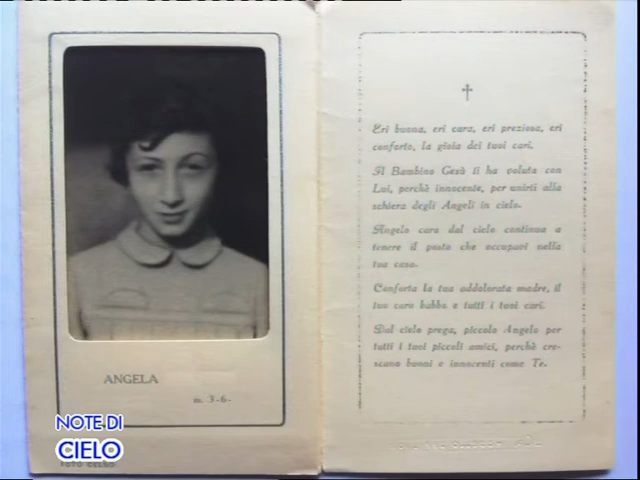 ANGELA
m. 3-6-
NOTE DI
CIELO
†
Eri buona, eri cara, eri preziosa, eri
conforto, la gioia dei tuoi cari.
Il Bambino Gesù ti ha voluta con
Lui, perchè innocente, per unirti alla
schiera degli Angeli in cielo.
Angelo cara dal cielo continua a
tenere il posto che occupavi nella
tua casa.
Conforta la tua addolorata madre, il
tuo caro babbo e tutti i tuoi cari.
Dal cielo prega, piccolo Angelo per
tutti i tuoi piccoli amici, perchè cre-
scano buoni e innocenti come Te.